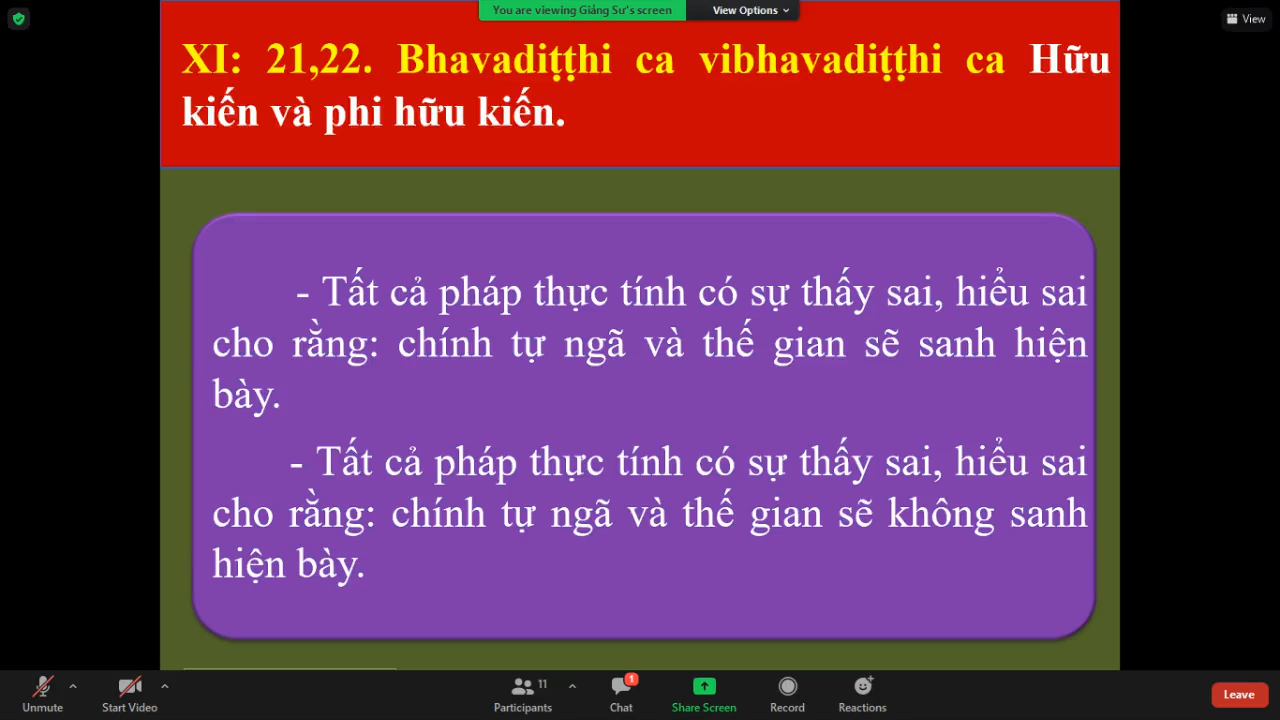 You are viewing Giảng Sư's screen
View Options
View
XI: 21,22. Bhavadiṭṭhi ca vibhavadiṭṭhi ca Hữu
kiến và phi hữu kiến.
- Tất cả pháp thực tính có sự thấy sai, hiểu sai
cho rằng: chính tự ngã và thế gian sẽ sanh hiện
bày.
- Tất cả pháp thực tính có sự thấy sai, hiểu sai
cho rằng: chính tự ngã và thế gian sẽ không sanh
hiện bày.
11
1
Unmute
Start Video
Participants
Chat
Share Screen
Record
Reactions
Leave